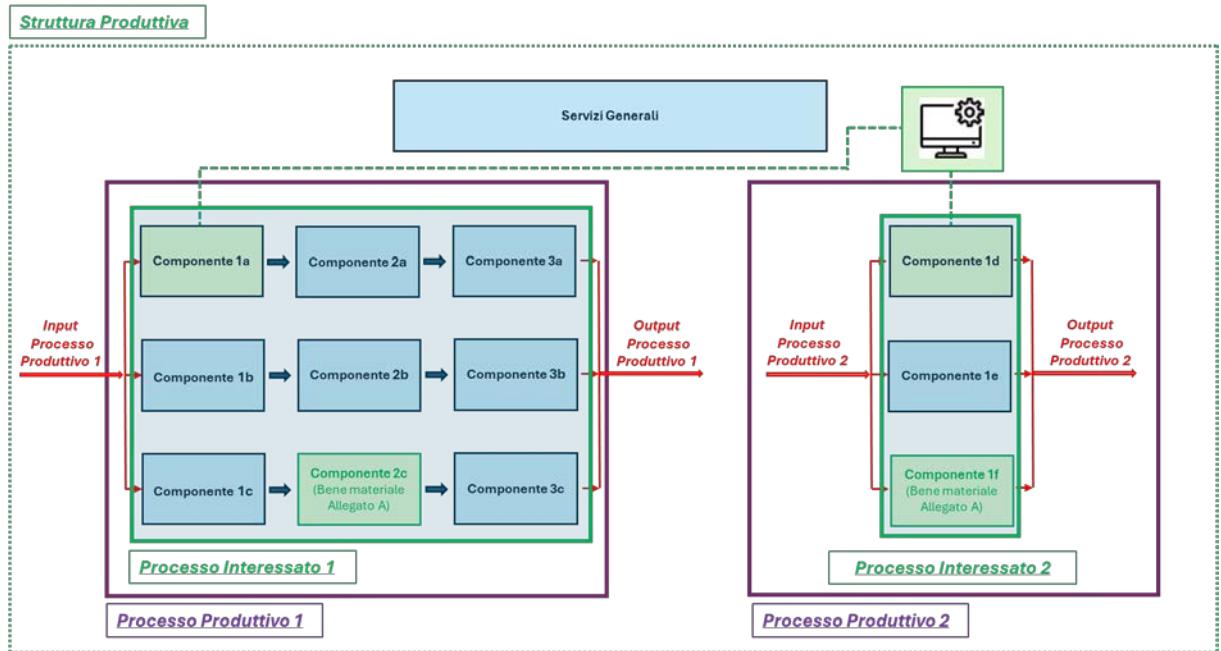 Struttura Produttiva
Servizi Generali
Componente 1a
Componente 2a
Componente 3a
Input
Processo
Produttivo 1
Output
Processo
Produttivo 1
Componente 1b
Componente 2b
Componente 3b
Componente 1c
Componente 2c
(Bene materiale
Allegato A)
Componente 3c
Processo Interessato 1
Processo Produttivo 1
Componente 1d
Input
Processo
Produttivo 2
Output
Processo
Produttivo 2
Componente 1e
Componente 1f
(Bene materiale
Allegato A)
Processo Interessato 2
Processo Produttivo 2